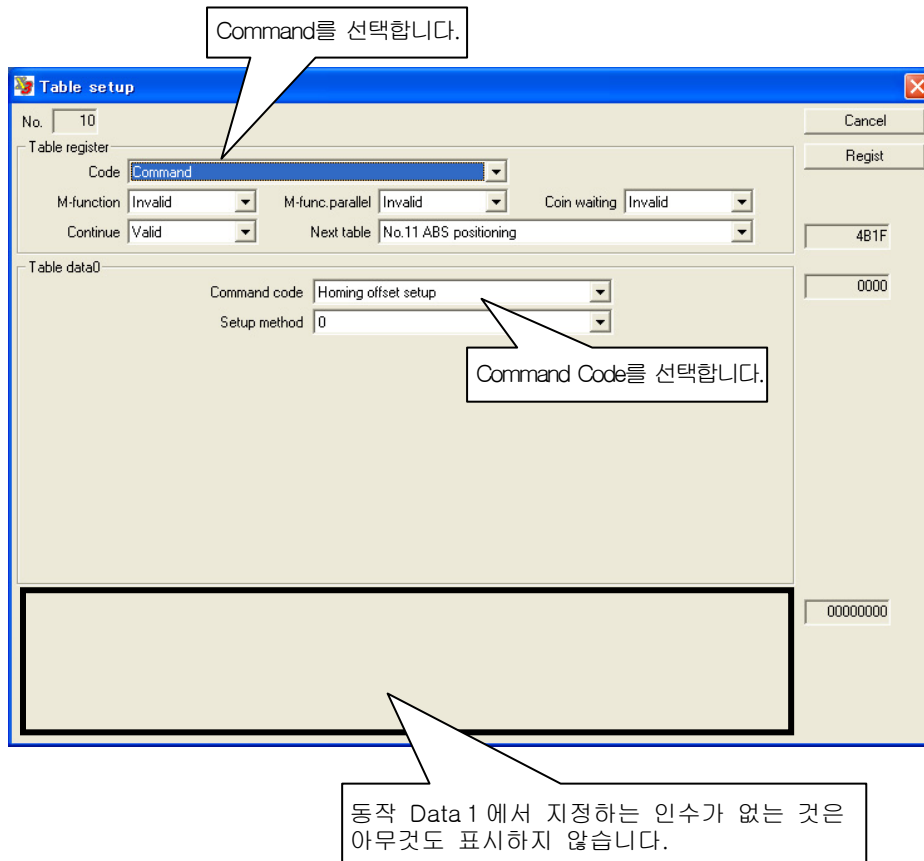 Command를 선택합니다.
Table setup
No. 10
Cancel
Table register
Regist
Code Command
M-function Invalid M-func.parallel Invalid Coin waiting Invalid
Continue Valid Next table No.11 ABS positioning
4B1F
Table data0
0000
Command code Homing offset setup
Setup method 0
Command Code를 선택합니다.
00000000
동작 Data 1 에서 지정하는 인수가 없는 것은
아무것도 표시하지 않습니다.